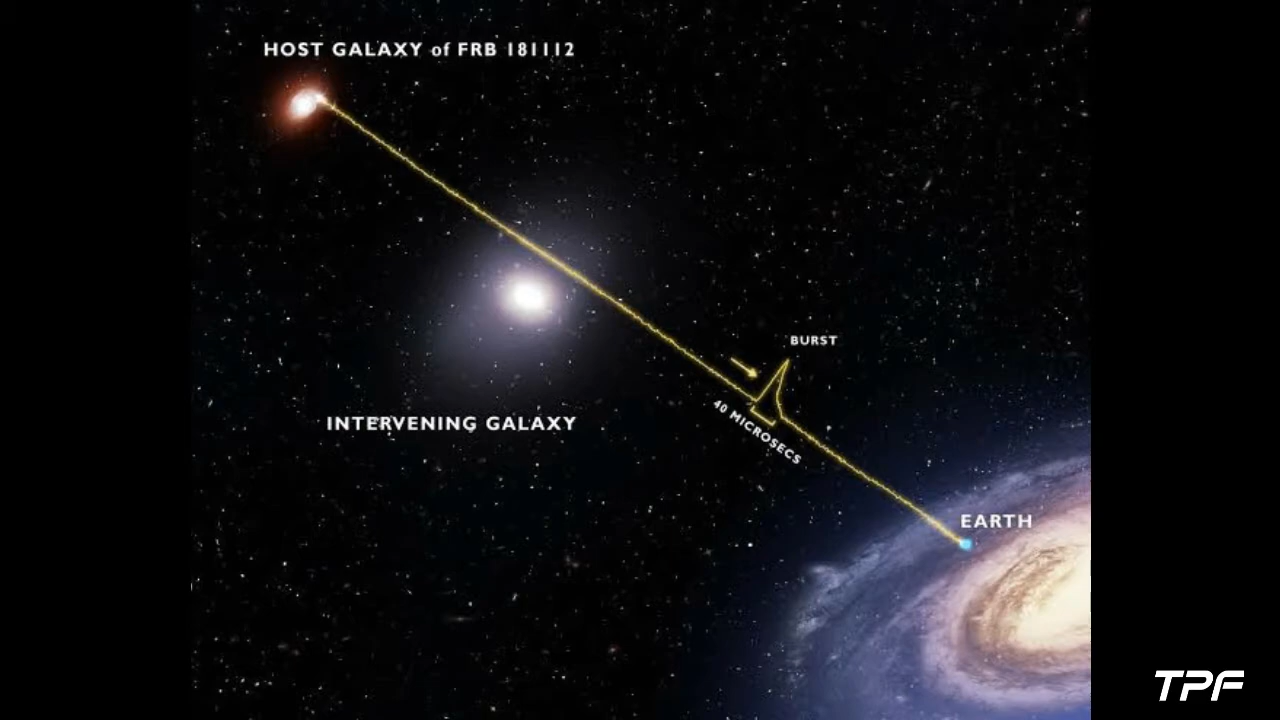 HOST GALAXY of FRB 181112
BURST
40 MICROSECS
INTERVENING GALAXY
EARTH
TPF